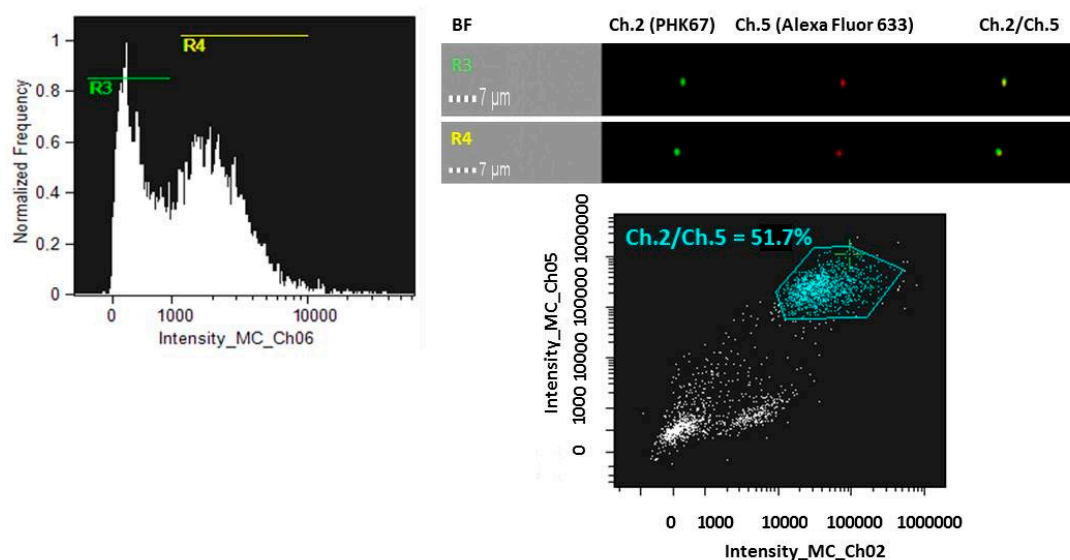 1
0.8
0.6
0.4
0.2
0
Normalized Frequency
R3
R4
0 1000 10000
Intensity_MC_Ch06
BF Ch.2 (PHK67) Ch.5 (Alexa Fluor 633) Ch.2/Ch.5
R3
7 µm
R4
7 µm
Ch.2/Ch.5 = 51.7%
Intensity_MC_Ch05
0 1000 10000 100000 1000000
0 1000 10000 100000 1000000
Intensity_MC_Ch02